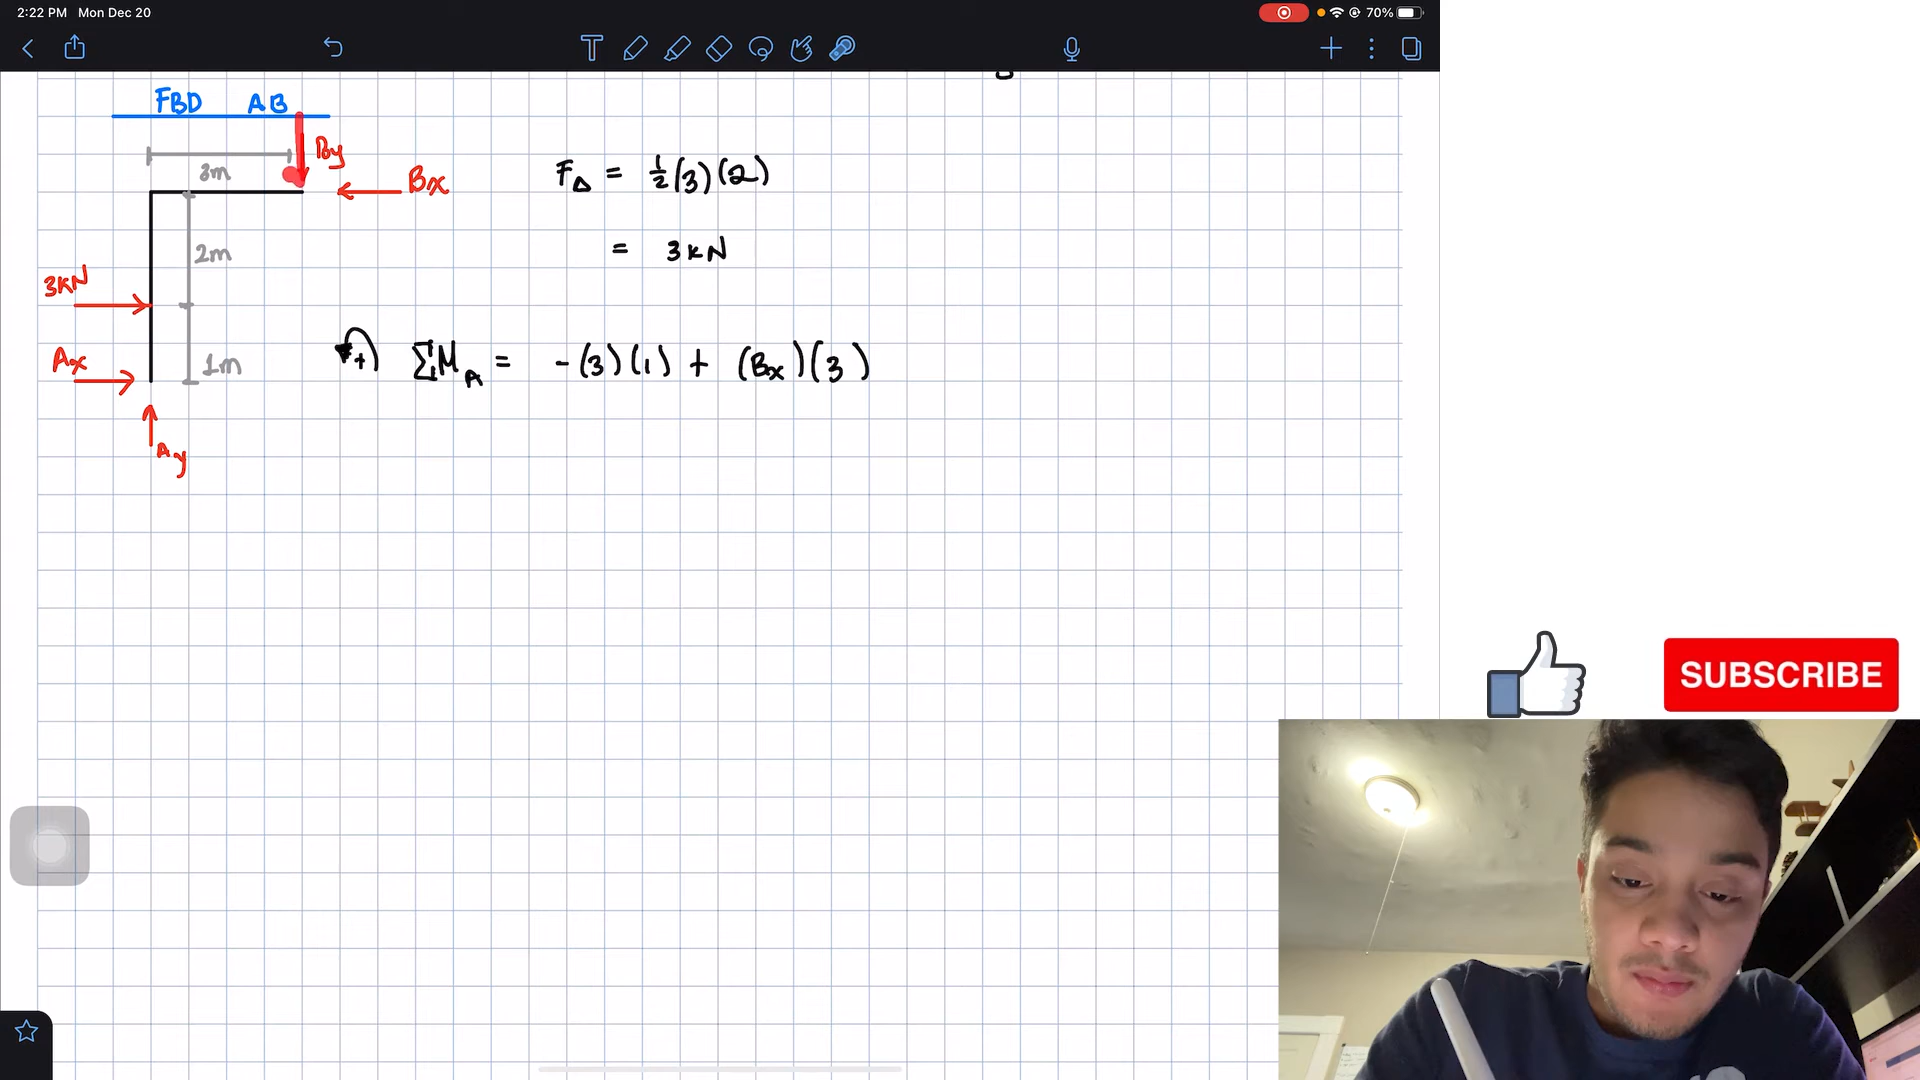 2:22 PM Mon Dec 20
70%
FBD AB
By
3m
Bx
2m
3kN
Ax
1m
Ay
F△ = ½(3)(2)
= 3kN
+ ΣM_A = -(3)(1) + (Bx)(3)
SUBSCRIBE